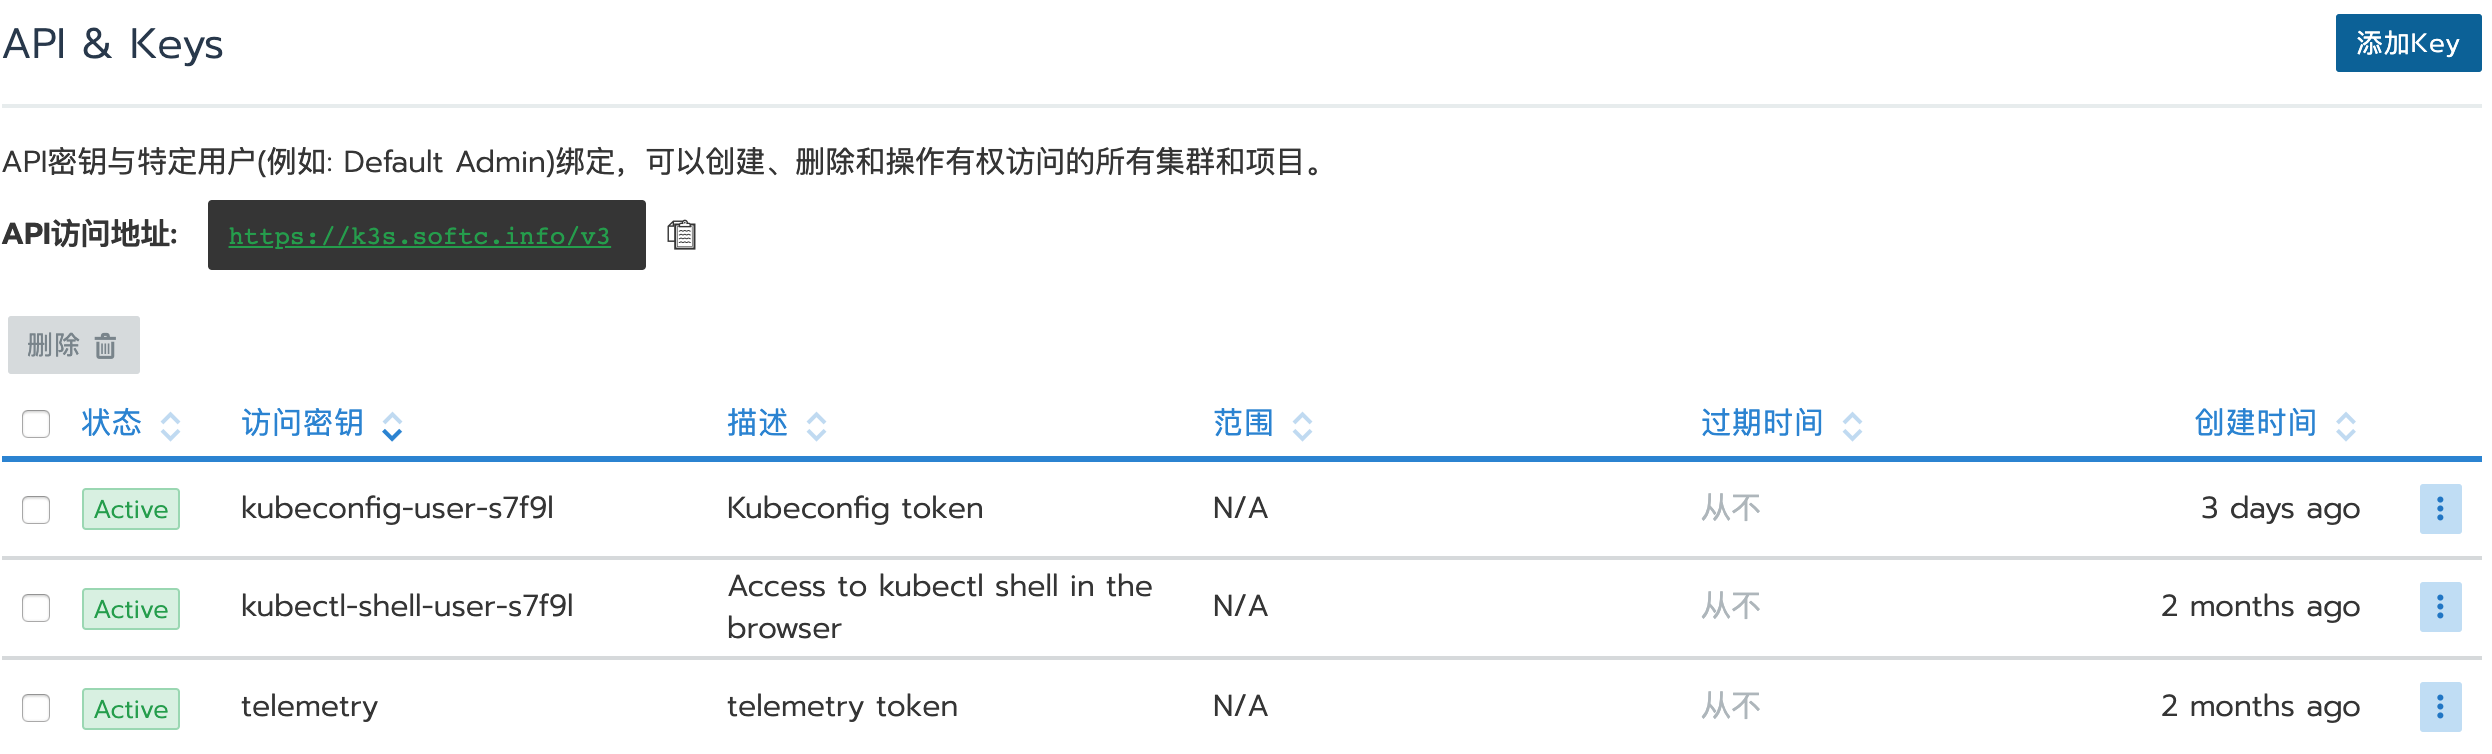 API & Keys
添加Key
API密钥与特定用户(例如: Default Admin)绑定，可以创建、删除和操作有权访问的所有集群和项目。
API访问地址: https://k3s.softc.info/v3
删除
状态 访问密钥 描述 范围 过期时间 创建时间
Active kubeconfig-user-s7f9l Kubeconfig token N/A 从不 3 days ago
Active kubectl-shell-user-s7f9l Access to kubectl shell in the browser N/A 从不 2 months ago
Active telemetry telemetry token N/A 从不 2 months ago